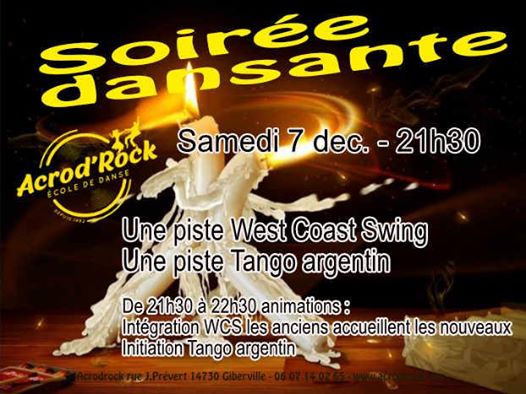 Soirée
dansante
Samedi 7 dec. - 21h30
Acrod'Rock
ÉCOLE DE DANSE
Une piste West Coast Swing
Une piste Tango argentin
De 21h30 à 22h30 animations :
Intégration WCS les anciens accueillent les nouveaux
Initiation Tango argentin
Acrodrock rue J.Prévert 14730 Giberville - 06 07 14 02 65 -